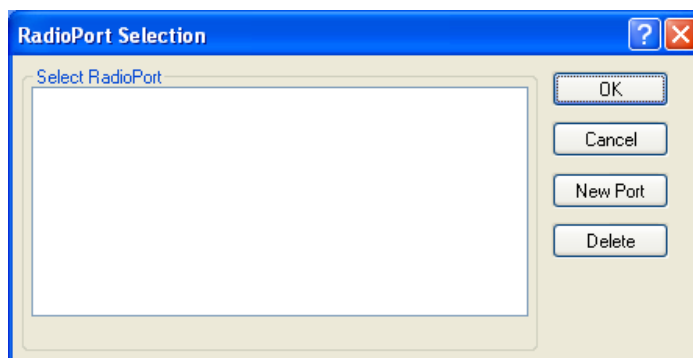 RadioPort Selection
?
Select RadioPort
OK
Cancel
New Port
Delete